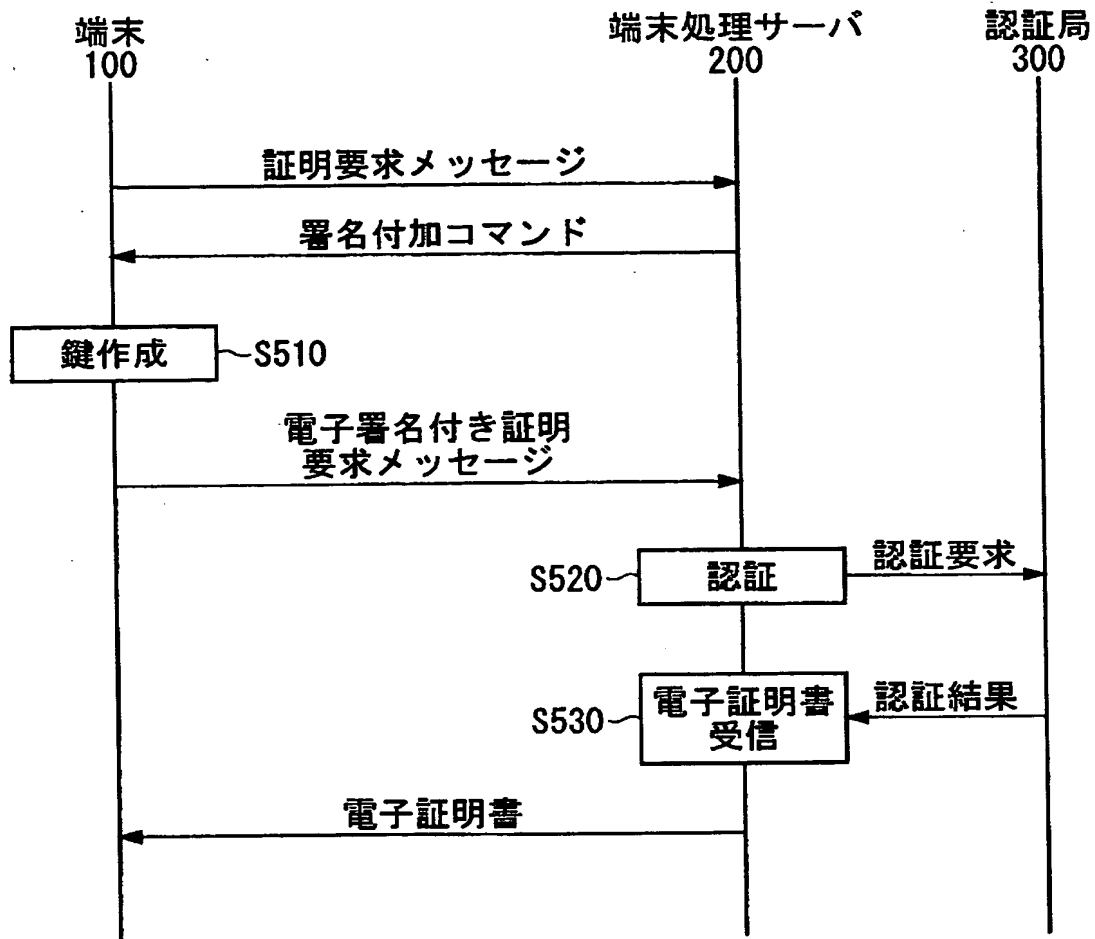 端末
100
端末処理サーバ
200
認証局
300
証明要求メッセージ
署名付加コマンド
鍵作成
S510
電子署名付き証明
要求メッセージ
S520
認証
認証要求
S530
電子証明書
受信
認証結果
電子証明書